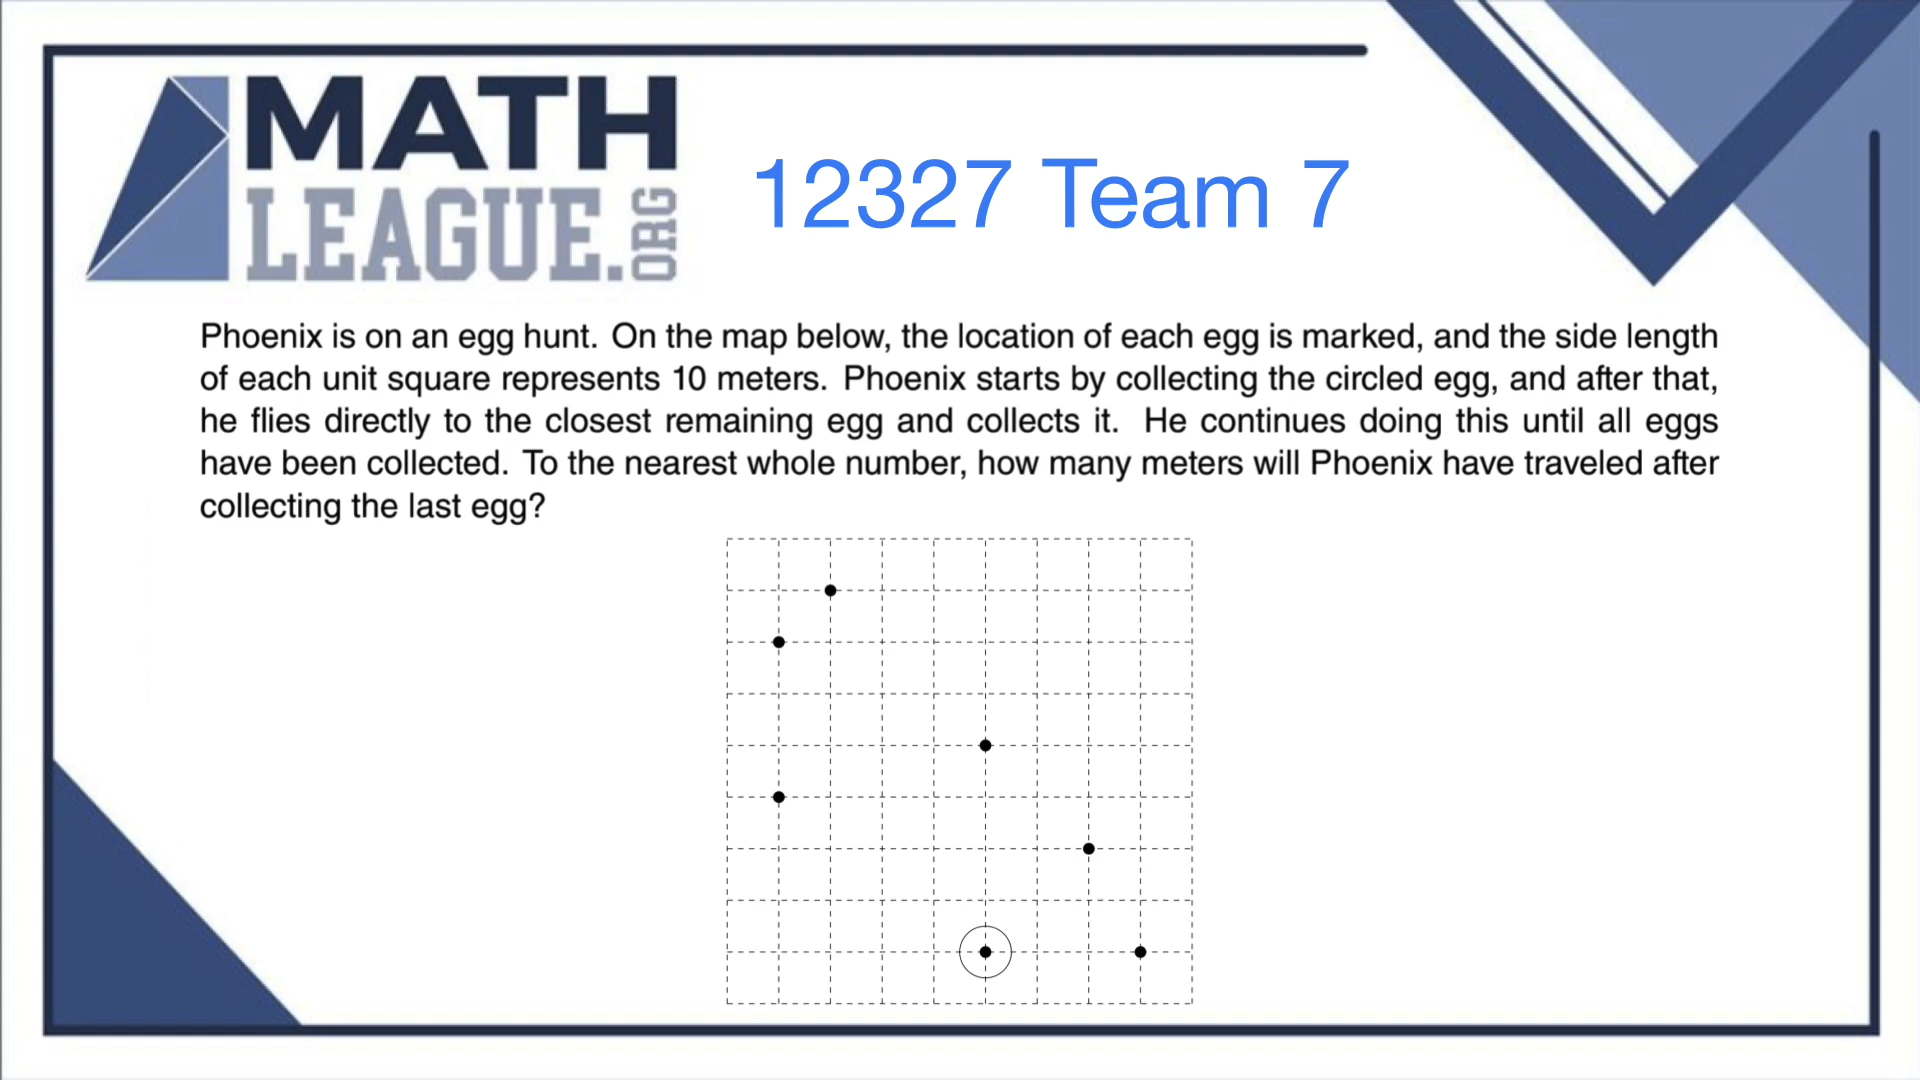 MATH
LEAGUE.ORG
12327 Team 7
Phoenix is on an egg hunt. On the map below, the location of each egg is marked, and the side length
of each unit square represents 10 meters. Phoenix starts by collecting the circled egg, and after that,
he flies directly to the closest remaining egg and collects it. He continues doing this until all eggs
have been collected. To the nearest whole number, how many meters will Phoenix have traveled after
collecting the last egg?